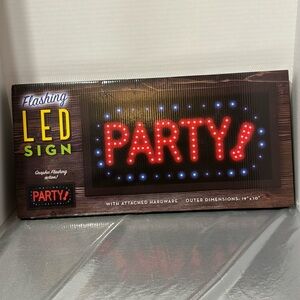 Flashing
LED
SIGN
PARTY!
Graphic Flashing
action!
PARTY!
WITH ATTACHED HARDWARE
OUTER DIMENSIONS: 19" x 10"